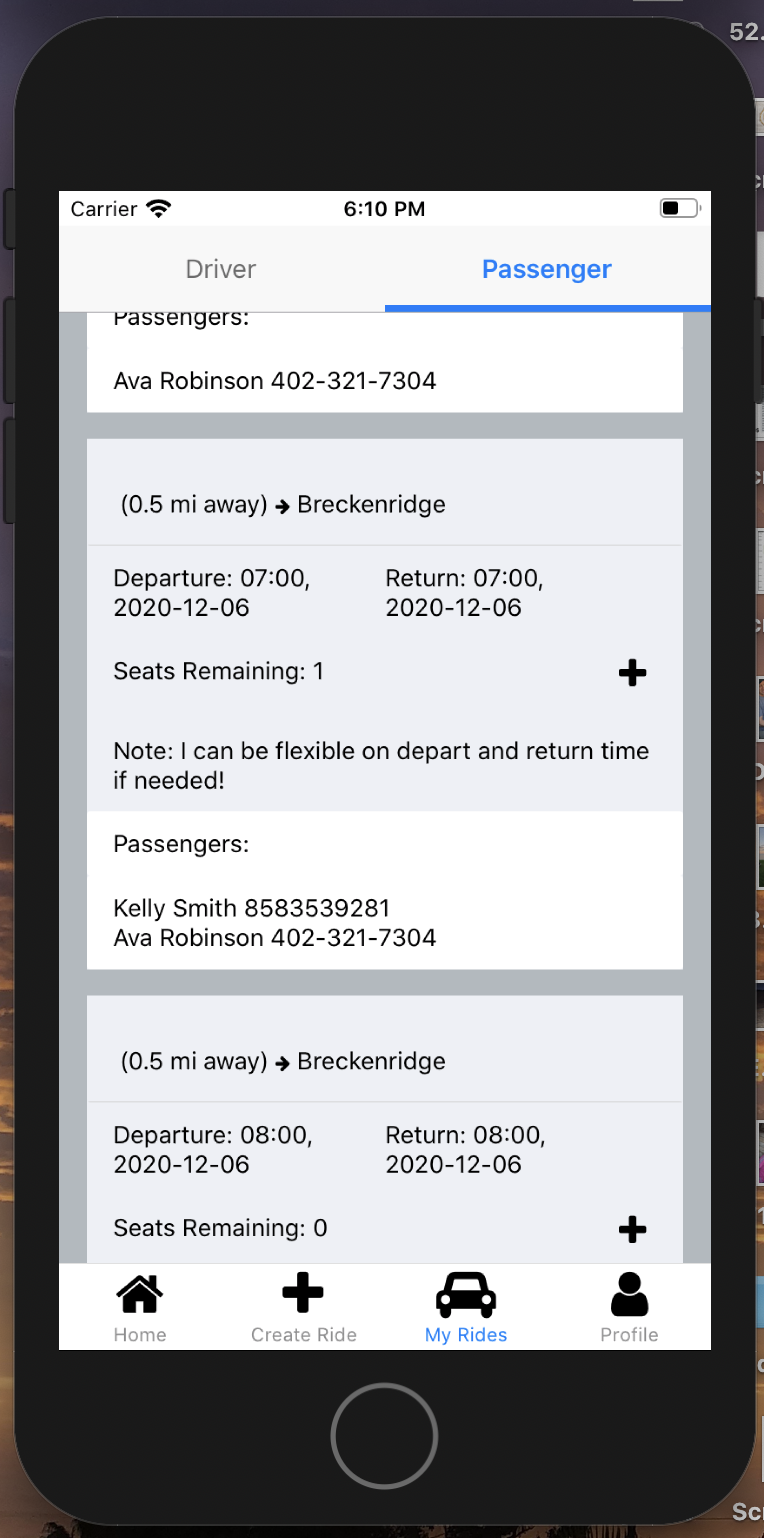 52.
Carrier 6:10 PM
Driver Passenger
Passengers:
Ava Robinson 402-321-7304
(0.5 mi away) → Breckenridge
Departure: 07:00, Return: 07:00,
2020-12-06 2020-12-06
Seats Remaining: 1
Note: I can be flexible on depart and return time
if needed!
Passengers:
Kelly Smith 8583539281
Ava Robinson 402-321-7304
(0.5 mi away) → Breckenridge
Departure: 08:00, Return: 08:00,
2020-12-06 2020-12-06
Seats Remaining: 0
Home Create Ride My Rides Profile
Sc